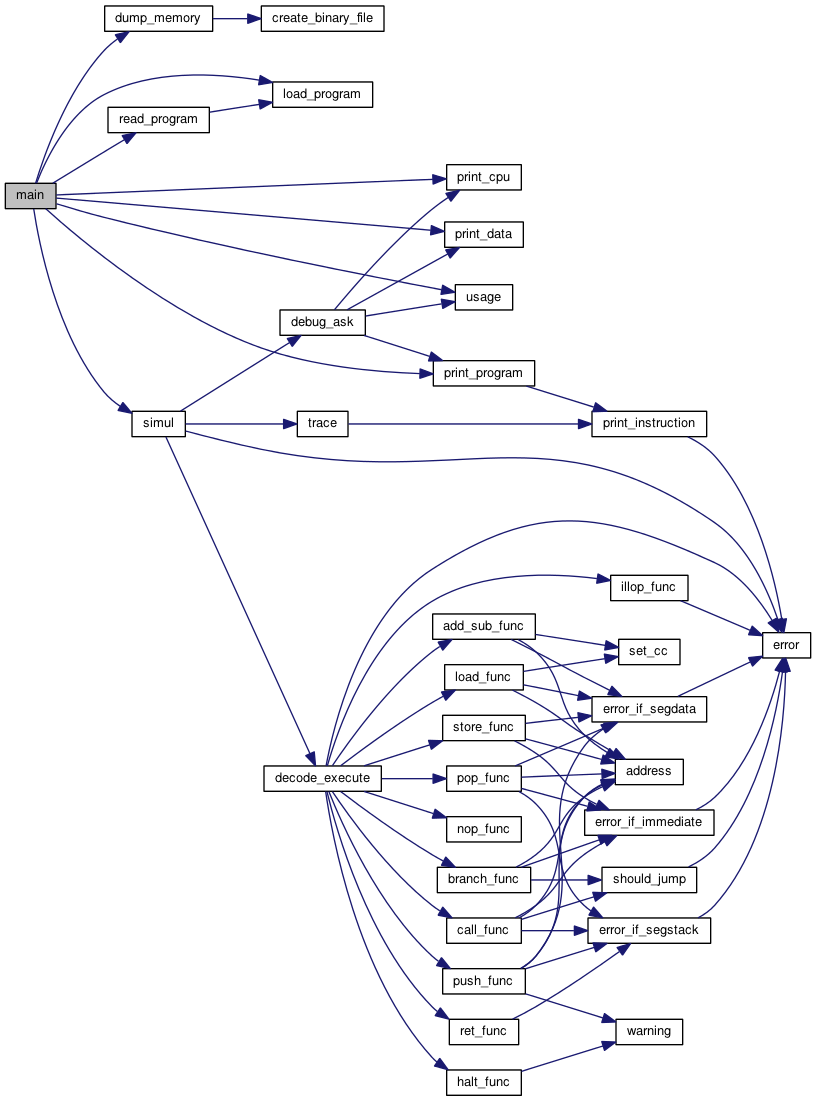 dump_memory
create_binary_file
load_program
read_program
print_cpu
main
print_data
usage
debug_ask
print_program
simul
trace
print_instruction
illop_func
add_sub_func
error
set_cc
load_func
error_if_segdata
store_func
address
decode_execute
pop_func
error_if_immediate
nop_func
branch_func
should_jump
call_func
error_if_segstack
push_func
ret_func
warning
halt_func